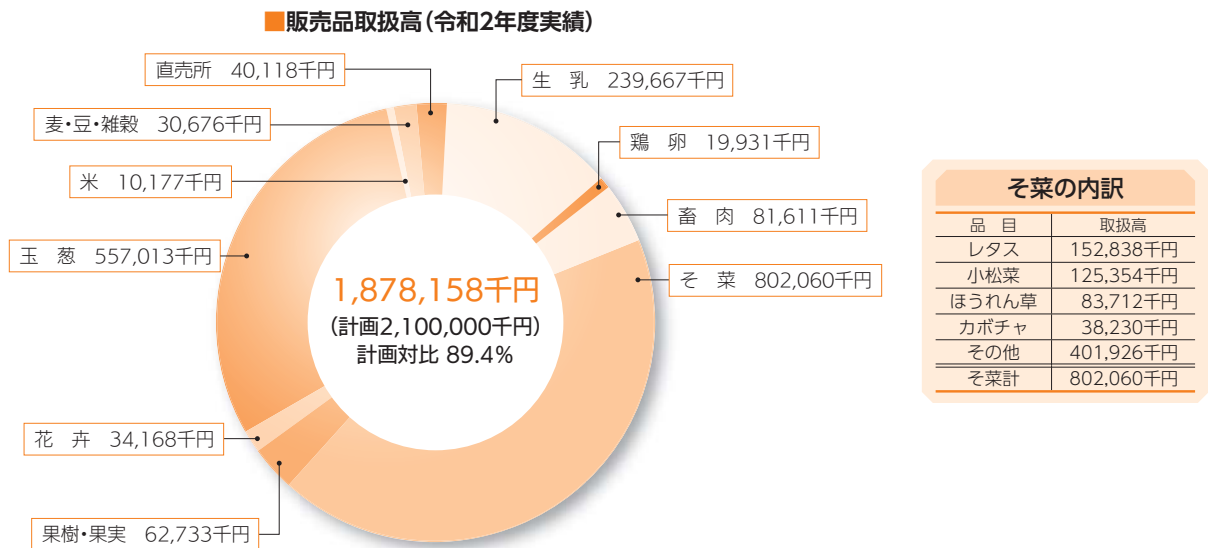 ■販売品取扱高(令和2年度実績)
直売所 40,118千円
生 乳 239,667千円
麦・豆・雑穀 30,676千円
鶏 卵 19,931千円
米 10,177千円
畜 肉 81,611千円
玉 葱 557,013千円
そ 菜 802,060千円
1,878,158千円
(計画2,100,000千円)
計画対比 89.4%
花 卉 34,168千円
果樹・果実 62,733千円
そ菜の内訳
品 目 取扱高
レタス 152,838千円
小松菜 125,354千円
ほうれん草 83,712千円
カボチャ 38,230千円
その他 401,926千円
そ菜計 802,060千円